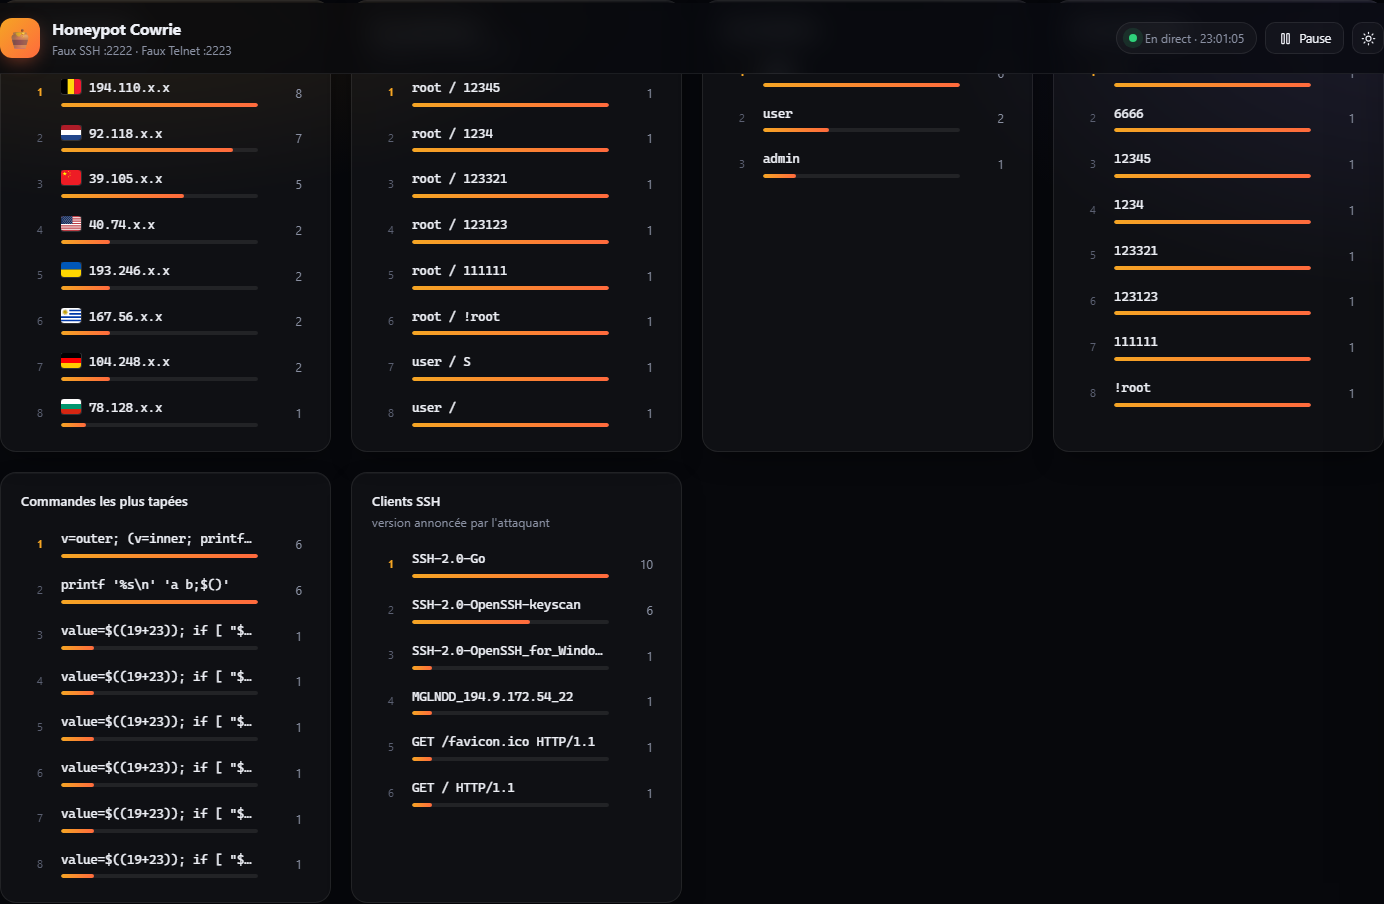 Honeypot Cowrie
Faux SSH :2222 · Faux Telnet :2223
En direct · 23:01:05
Pause
1 194.110.x.x 8
2 92.118.x.x 7
3 39.105.x.x 5
4 40.74.x.x 2
5 193.246.x.x 2
6 167.56.x.x 2
7 104.248.x.x 2
8 78.128.x.x 1
1 root / 12345 1
2 root / 1234 1
3 root / 123321 1
4 root / 123123 1
5 root / 111111 1
6 root / !root 1
7 user / S 1
8 user / 1
2 user 2
3 admin 1
2 6666 1
3 12345 1
4 1234 1
5 123321 1
6 123123 1
7 111111 1
8 !root 1
Commandes les plus tapées
1 v=outer; (v=inner; printf… 6
2 printf '%s\n' 'a b;$()' 6
3 value=$((19+23)); if [ "$… 1
4 value=$((19+23)); if [ "$… 1
5 value=$((19+23)); if [ "$… 1
6 value=$((19+23)); if [ "$… 1
7 value=$((19+23)); if [ "$… 1
8 value=$((19+23)); if [ "$… 1
Clients SSH
version annoncée par l'attaquant
1 SSH-2.0-Go 10
2 SSH-2.0-OpenSSH-keyscan 6
3 SSH-2.0-OpenSSH_for_Windo… 1
4 MGLNDD_194.9.172.54_22 1
5 GET /favicon.ico HTTP/1.1 1
6 GET / HTTP/1.1 1